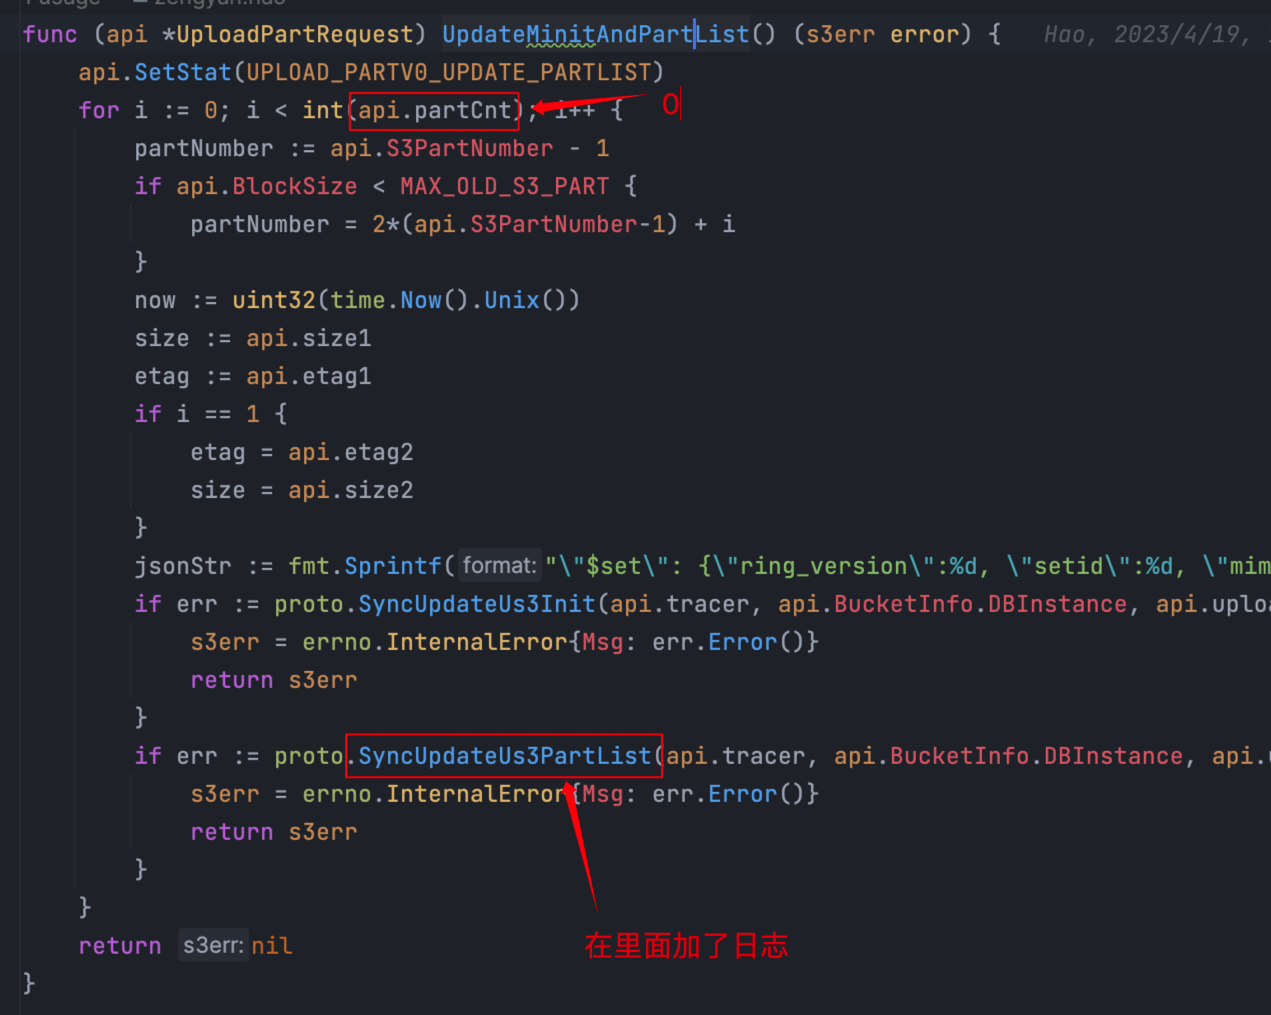 func (api *UploadPartRequest) UpdateMinitAndPartList() (s3err error) { Hao, 2023/4/19,
api.SetStat(UPLOAD_PARTV0_UPDATE_PARTLIST)
for i := 0; i < int(api.partCnt); i++ { 0
partNumber := api.S3PartNumber - 1
if api.BlockSize < MAX_OLD_S3_PART {
partNumber = 2*(api.S3PartNumber-1) + i
}
now := uint32(time.Now().Unix())
size := api.size1
etag := api.etag1
if i == 1 {
etag = api.etag2
size = api.size2
}
jsonStr := fmt.Sprintf( format: "\"$set\": {\"ring_version\":%d, \"setid\":%d, \"mim
if err := proto.SyncUpdateUs3Init(api.tracer, api.BucketInfo.DBInstance, api.uploa
s3err = errno.InternalError{Msg: err.Error()}
return s3err
}
if err := proto.SyncUpdateUs3PartList(api.tracer, api.BucketInfo.DBInstance, api.
s3err = errno.InternalError{Msg: err.Error()}
return s3err
}
}
return s3err: nil
在里面加了日志
}